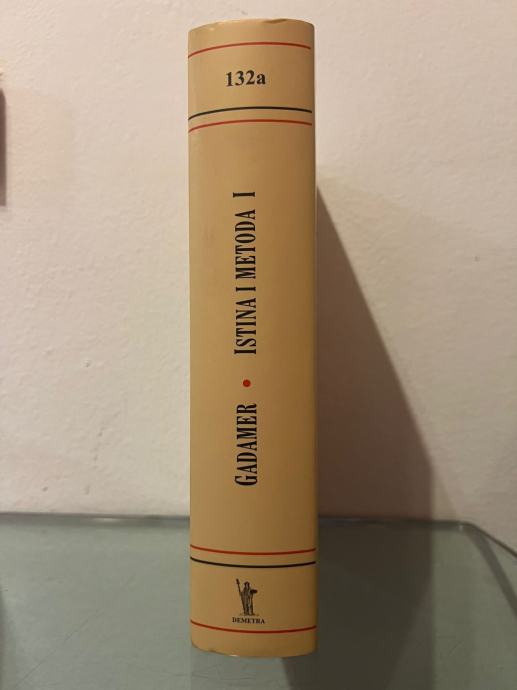 132a
GADAMER • ISTINA I METODA I
DEMETRA